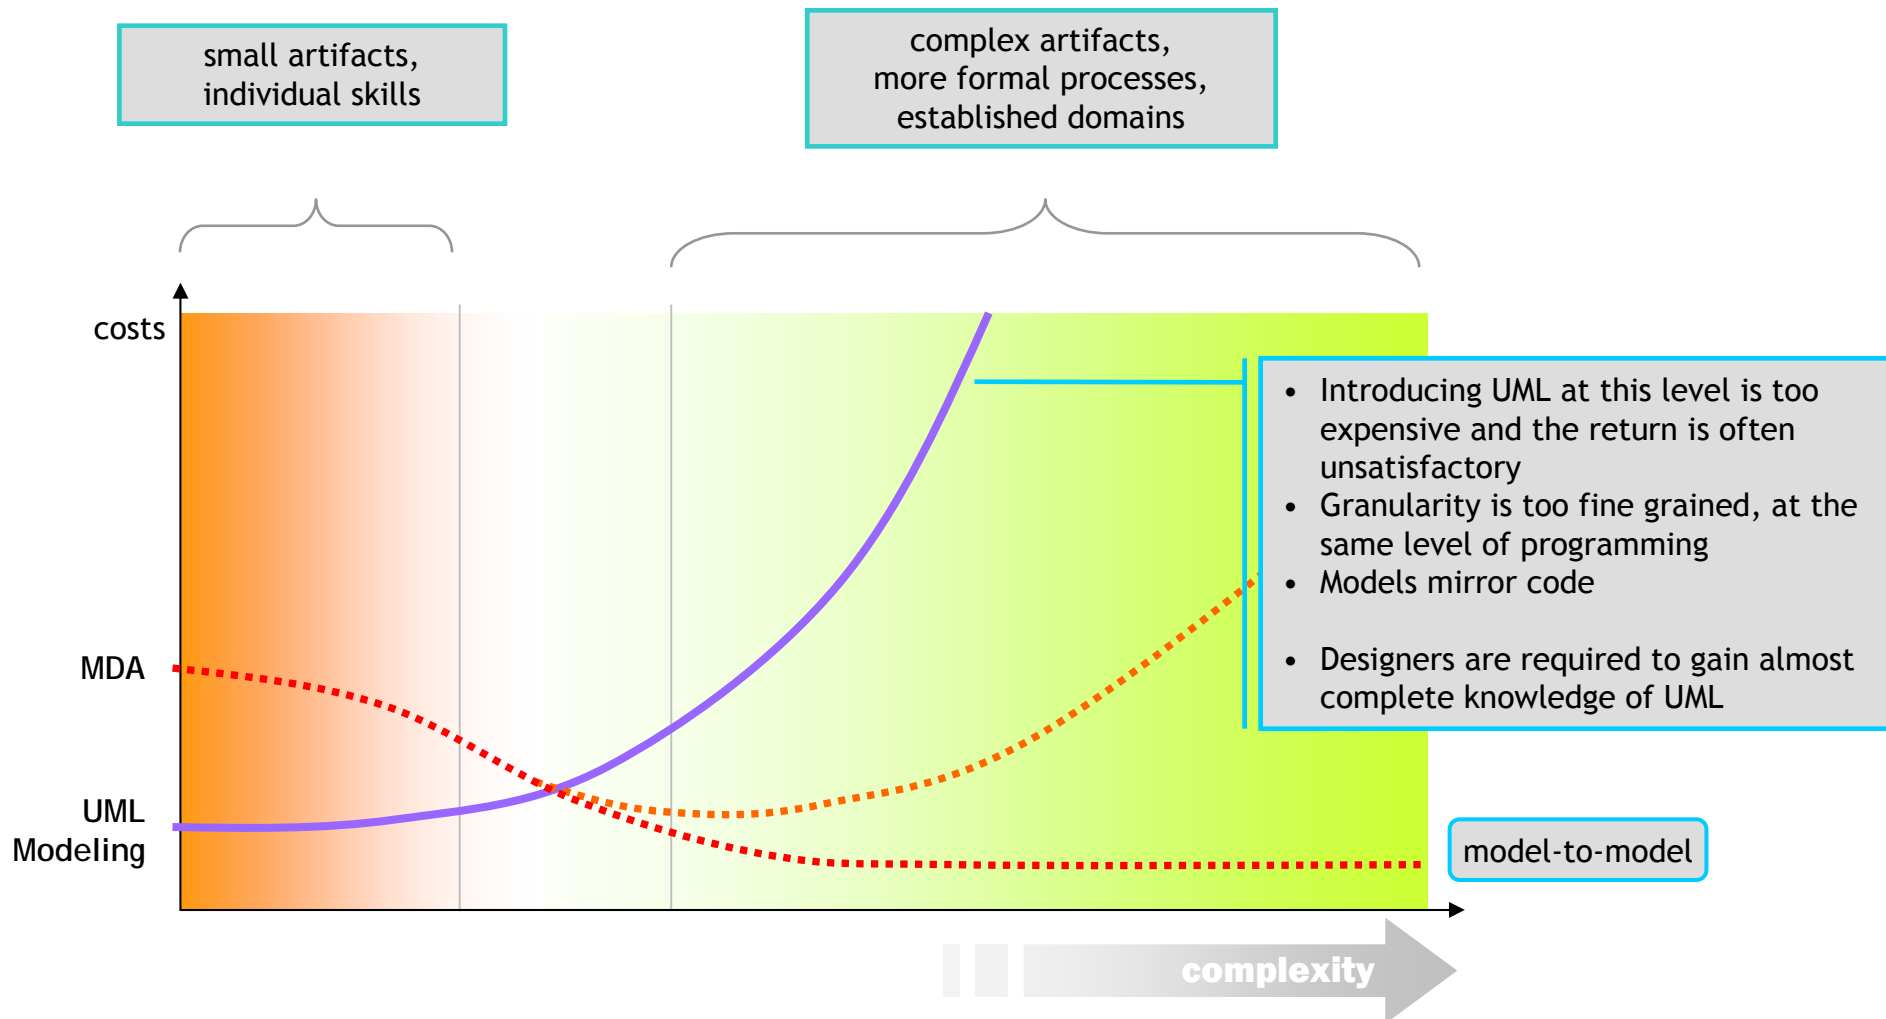 small artifacts,
individual skills
complex artifacts,
more formal processes,
established domains
costs
• Introducing UML at this level is too
expensive and the return is often
unsatisfactory
• Granularity is too fine grained, at the
same level of programming
• Models mirror code
• Designers are required to gain almost
complete knowledge of UML
MDA
UML
Modeling
model-to-model
complexity